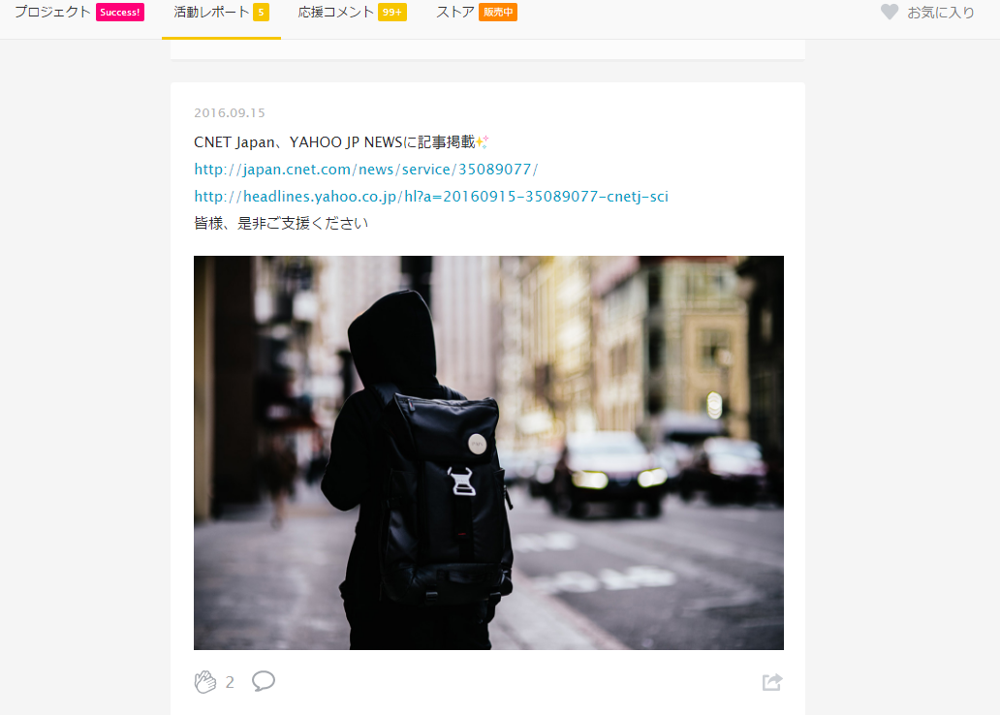 プロジェクト Success! 活動レポート 5 応援コメント 99+ ストア 販売中 お気に入り
2016.09.15
CNET Japan、YAHOO JP NEWSに記事掲載✨
http://japan.cnet.com/news/service/35089077/
http://headlines.yahoo.co.jp/hl?a=20160915-35089077-cnetj-sci
皆様、是非ご支援ください
2